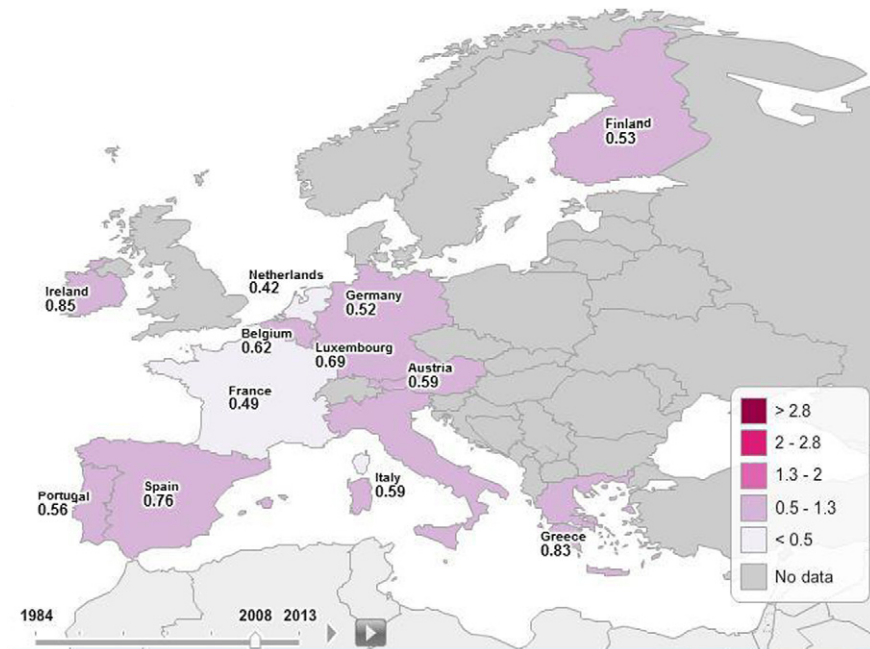 Finland
0.53
Netherlands
0.42
Ireland
0.85
Germany
0.52
Belgium
0.62
Luxembourg
0.69
Austria
0.59
France
0.49
Italy
0.59
Portugal
0.56
Spain
0.76
Greece
0.83
> 2.8
2 - 2.8
1.3 - 2
0.5 - 1.3
< 0.5
No data
1984 2008 2013